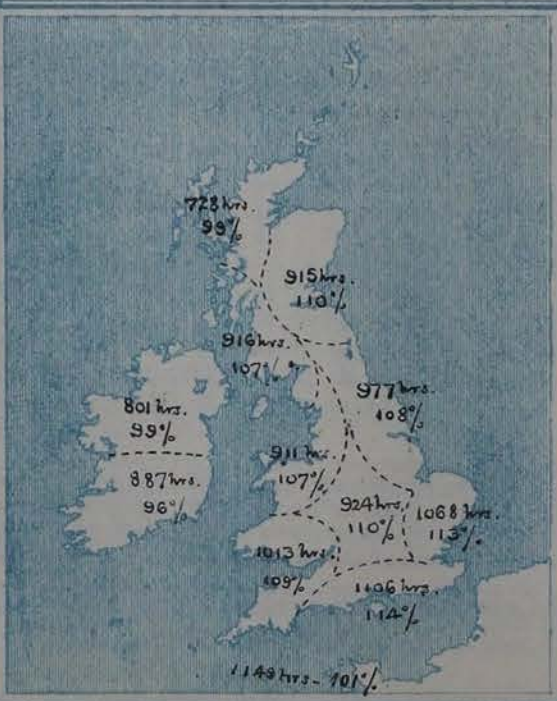 728 hrs.
99%
915 hrs.
110%
916 hrs.
107%
977 hrs.
108%
801 hrs.
99%
887 hrs.
96%
911 hrs.
107%
924 hrs.
110%
1068 hrs.
113%
1013 hrs.
109%
1106 hrs.
114%
1149 hrs - 101%